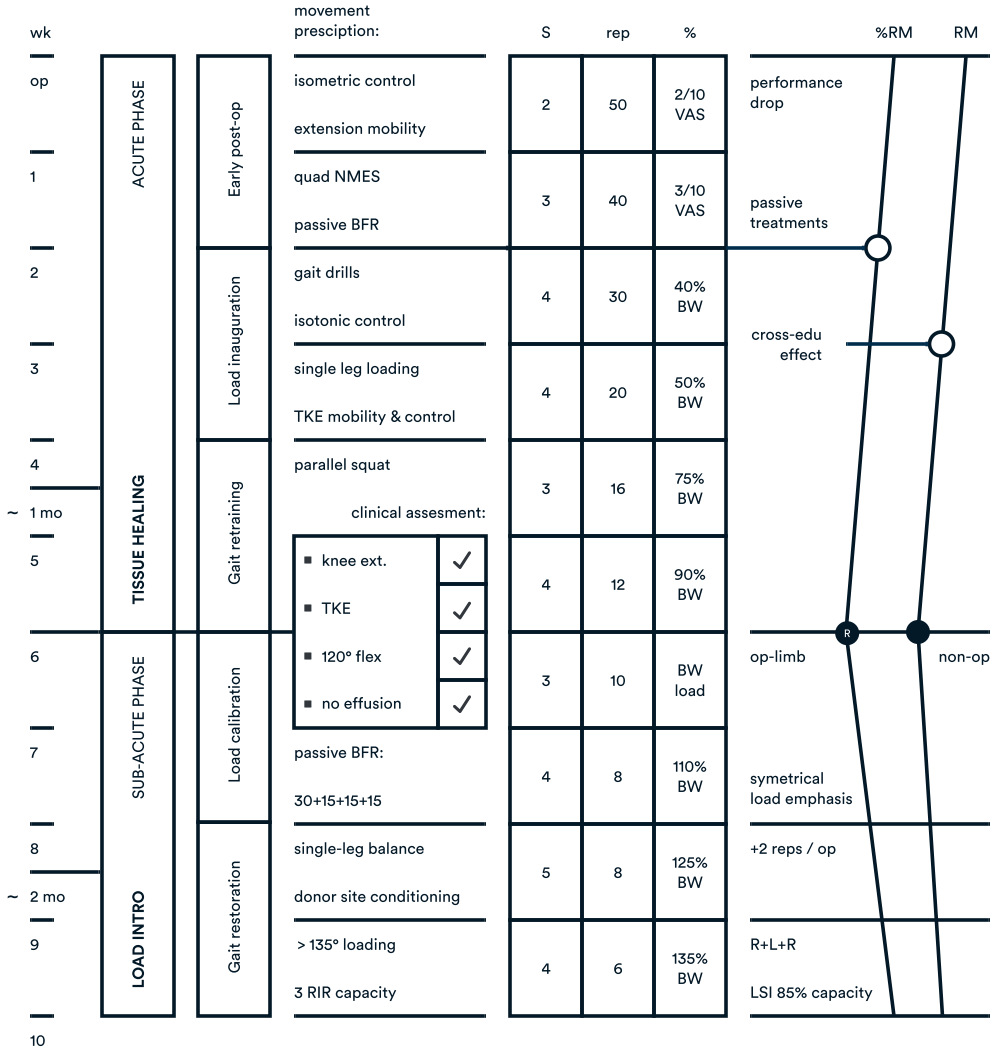 movement
presciption:
wk
S
rep
%
%RM
RM
op
ACUTE PHASE
Early post-op
isometric control
extension mobility
2
50
2/10
VAS
performance
drop
1
quad NMES
passive BFR
3
40
3/10
VAS
passive
treatments
2
Load inauguration
gait drills
isotonic control
4
30
40%
BW
cross-edu
effect
3
single leg loading
TKE mobility & control
4
20
50%
BW
4
~ 1 mo
TISSUE HEALING
Gait retraining
parallel squat
clinical assesment:
3
16
75%
BW
5
■ knee ext. ✓
■ TKE ✓
4
12
90%
BW
R
6
SUB-ACUTE PHASE
Load calibration
■ 120° flex ✓
■ no effusion ✓
3
10
BW
load
op-limb
non-op
7
passive BFR:
30+15+15+15
4
8
110%
BW
symetrical
load emphasis
8
~ 2 mo
LOAD INTRO
Gait restoration
single-leg balance
donor site conditioning
5
8
125%
BW
+2 reps / op
9
> 135° loading
3 RIR capacity
4
6
135%
BW
R+L+R
LSI 85% capacity
10